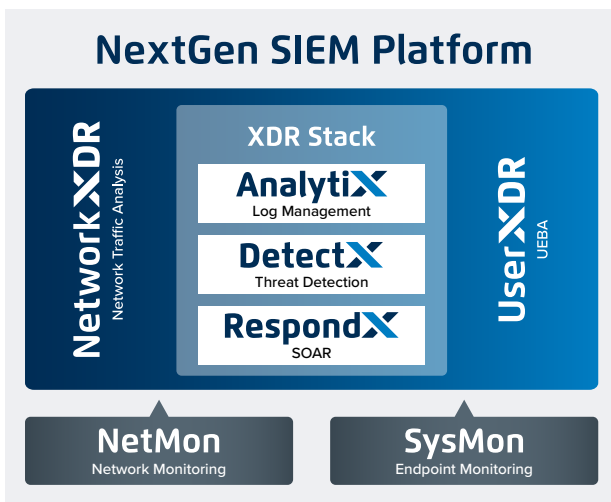 NextGen SIEM Platform
NetworkXDR
Network Traffic Analysis
XDR Stack
AnalytiX
Log Management
DetectX
Threat Detection
RespondX
SOAR
UserXDR
UEBA
NetMon
Network Monitoring
SysMon
Endpoint Monitoring